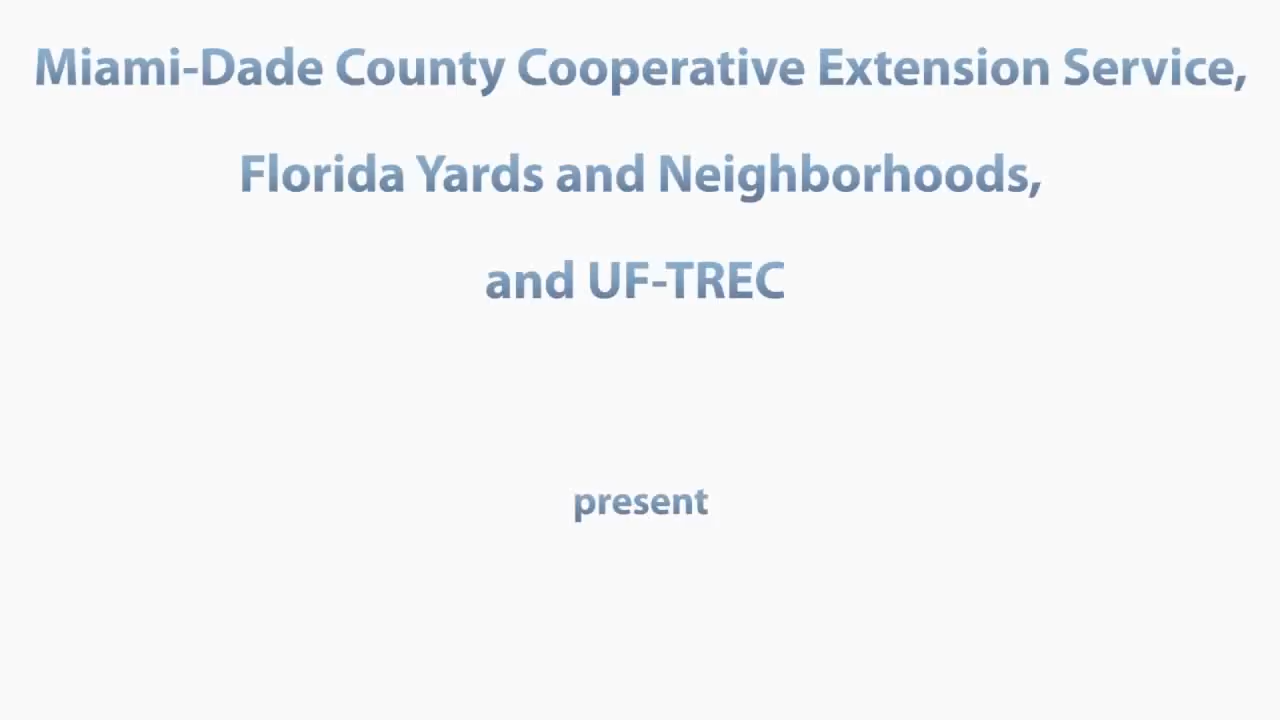 Miami-Dade County Cooperative Extension Service,
Florida Yards and Neighborhoods,
and UF-TREC
present